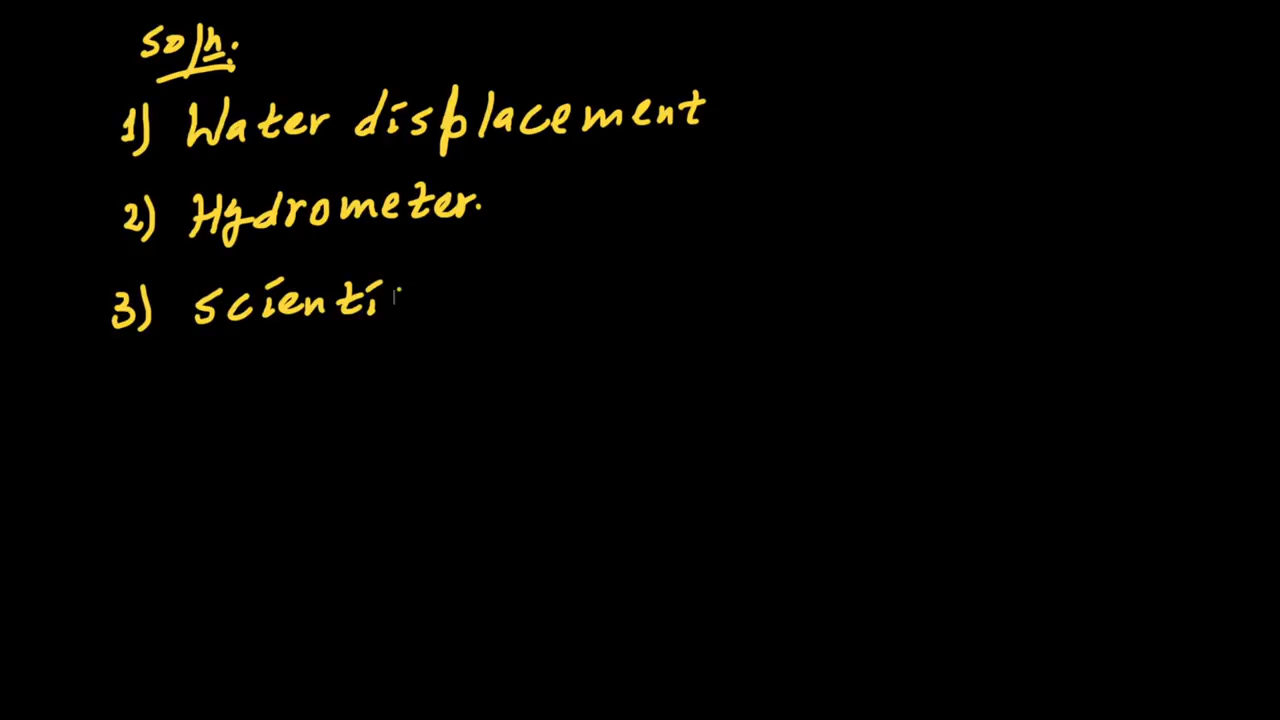 Soln.
1) Water displacement
2) Hydrometer.
3) Scienti